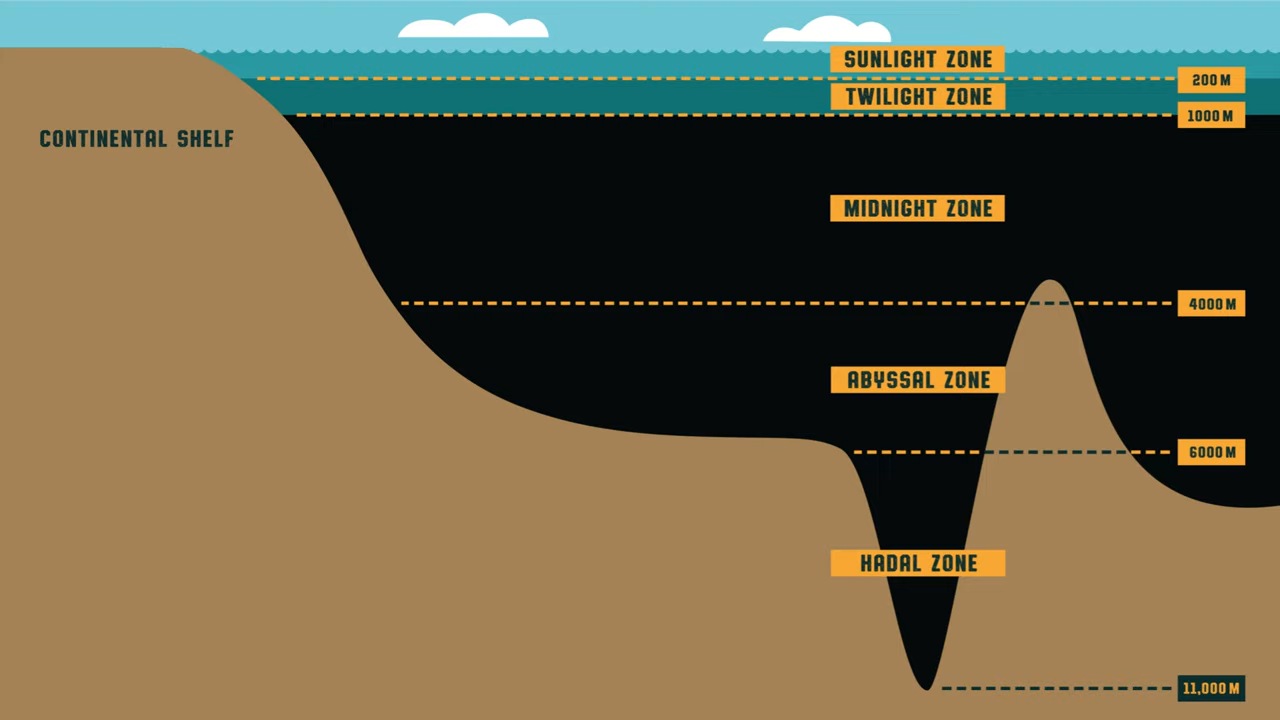 SUNLIGHT ZONE
200 M
TWILIGHT ZONE
1000 M
CONTINENTAL SHELF
MIDNIGHT ZONE
4000 M
ABYSSAL ZONE
6000 M
HADAL ZONE
11,000 M